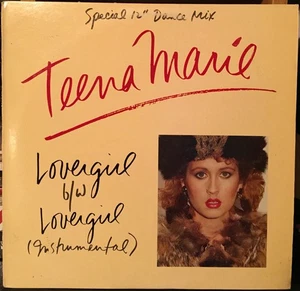 Special 12" Dance Mix
Teena Marie
Lovergirl
b/w
Lovergirl
(Instrumental)